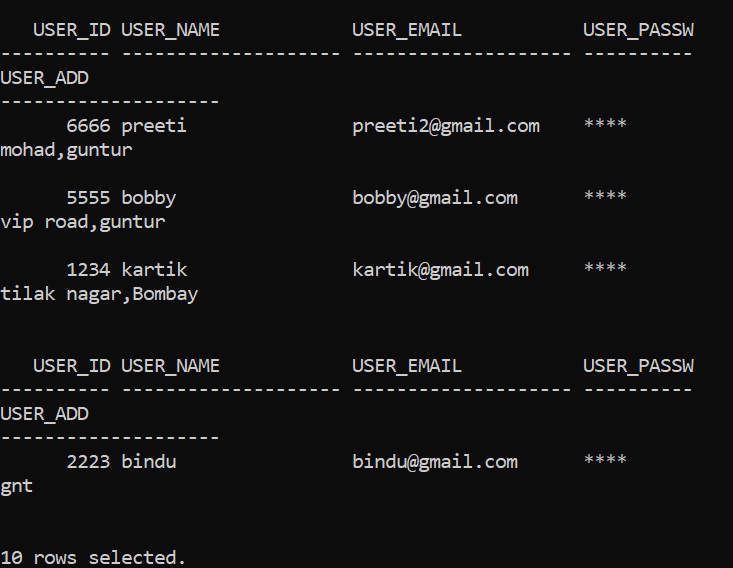 USER_ID USER_NAME USER_EMAIL USER_PASSW
---------- -------------------- -------------------- ----------
USER_ADD
--------------------
6666 preeti preeti2@gmail.com ****
mohad,guntur
5555 bobby bobby@gmail.com ****
vip road,guntur
1234 kartik kartik@gmail.com ****
tilak nagar,Bombay
USER_ID USER_NAME USER_EMAIL USER_PASSW
---------- -------------------- -------------------- ----------
USER_ADD
--------------------
2223 bindu bindu@gmail.com ****
gnt
10 rows selected.